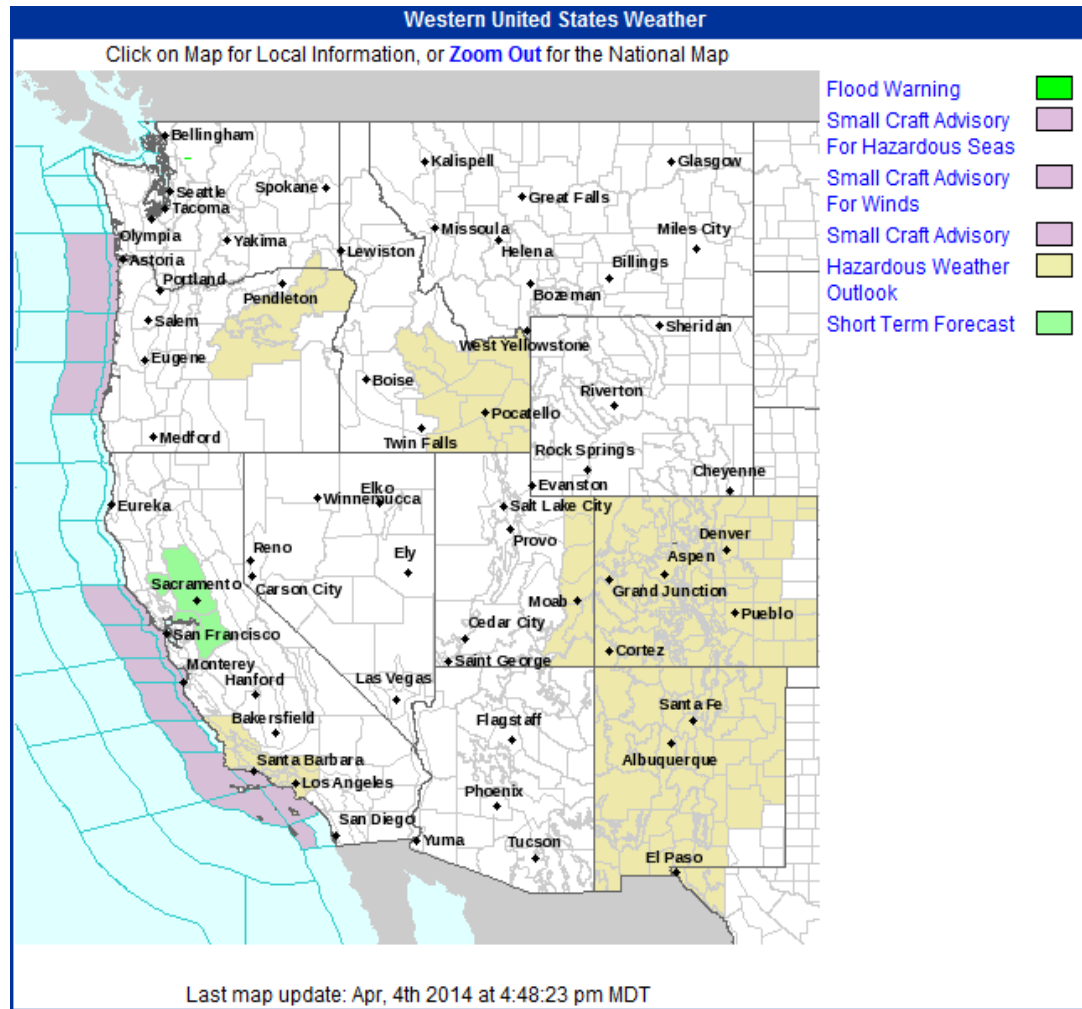 Western United States Weather
Click on Map for Local Information, or Zoom Out for the National Map
Flood Warning
Small Craft Advisory
For Hazardous Seas
Small Craft Advisory
For Winds
Small Craft Advisory
Hazardous Weather
Outlook
Short Term Forecast
Bellingham
Kalispell
Glasgow
Seattle
Spokane
Great Falls
Tacoma
Olympia
Yakima
Lewiston
Missoula
Helena
Miles City
Astoria
Portland
Pendleton
Billings
Bozeman
Salem
Sheridan
West Yellowstone
Eugene
Boise
Riverton
Pocatello
Medford
Twin Falls
Rock Springs
Cheyenne
Evanston
Eureka
Winnemucca
Elko
Salt Lake City
Provo
Denver
Reno
Ely
Aspen
Sacramento
Carson City
Grand Junction
Moab
Pueblo
San Francisco
Cedar City
Cortez
Saint George
Monterey
Hanford
Las Vegas
Santa Fe
Bakersfield
Flagstaff
Albuquerque
Santa Barbara
Los Angeles
Phoenix
San Diego
Yuma
Tucson
El Paso
Last map update: Apr, 4th 2014 at 4:48:23 pm MDT